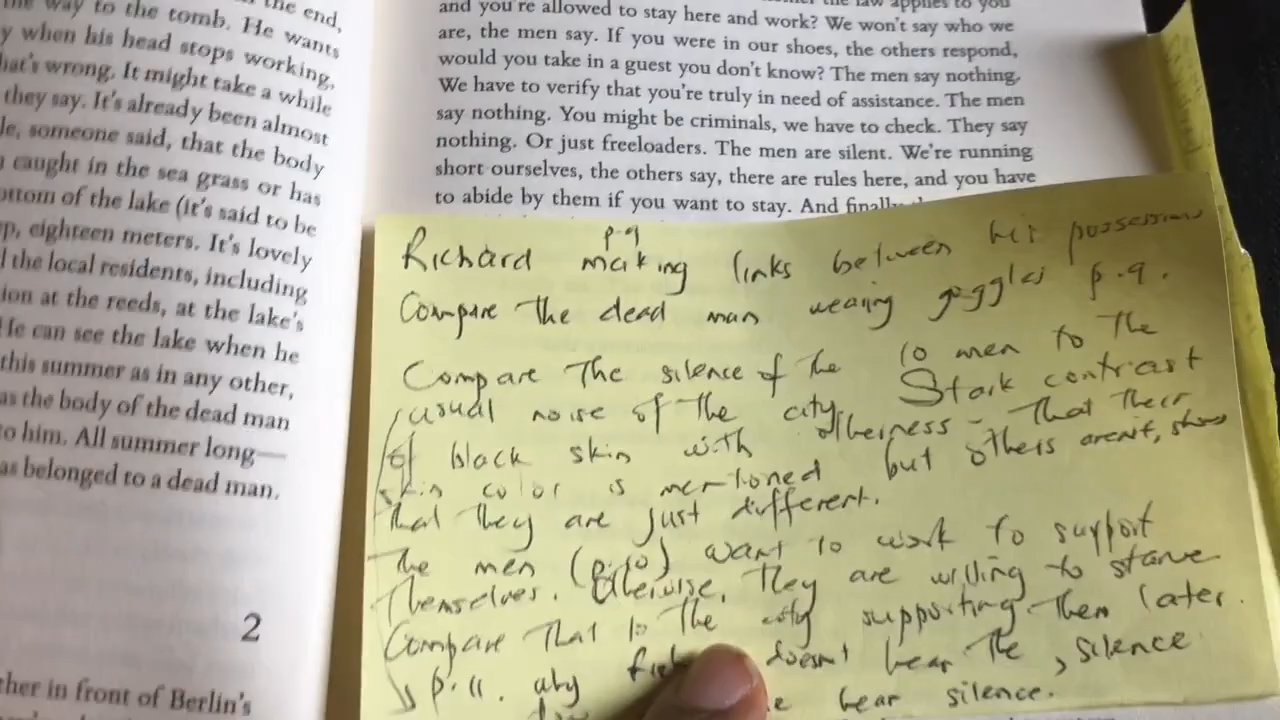 the end,
way to the tomb. He wants
y when his head stops working,
hat's wrong. It might take a while
they say. It's already been almost
le, someone said, that the body
caught in the sea grass or has
ottom of the lake (it's said to be
p, eighteen meters. It's lovely
l the local residents, including
ion at the reeds, at the lake's
He can see the lake when he
this summer as in any other,
as the body of the dead man
to him. All summer long—
as belonged to a dead man.
2
ther in front of Berlin's
the law applies to you
and you're allowed to stay here and work? We won't say who we
are, the men say. If you were in our shoes, the others respond,
would you take in a guest you don't know? The men say nothing.
We have to verify that you're truly in need of assistance. The men
say nothing. You might be criminals, we have to check. They say
nothing. Or just freeloaders. The men are silent. We're running
short ourselves, the others say, there are rules here, and you have
to abide by them if you want to stay. And finally
p.9
Richard making links between his possessions
Compare the dead man wearing goggles p.9.
Compare the silence of the 10 men to the
usual noise of the city. Stark contrast
of black skin with - that their
skin color is mentioned but others arent, shows
that they are just different.
The men (p.10) want to work to support
themselves. Otherwise, they are willing to starve
Compare that to the city supporting them later.
p.11. why doesn't hear the silence
hear silence.